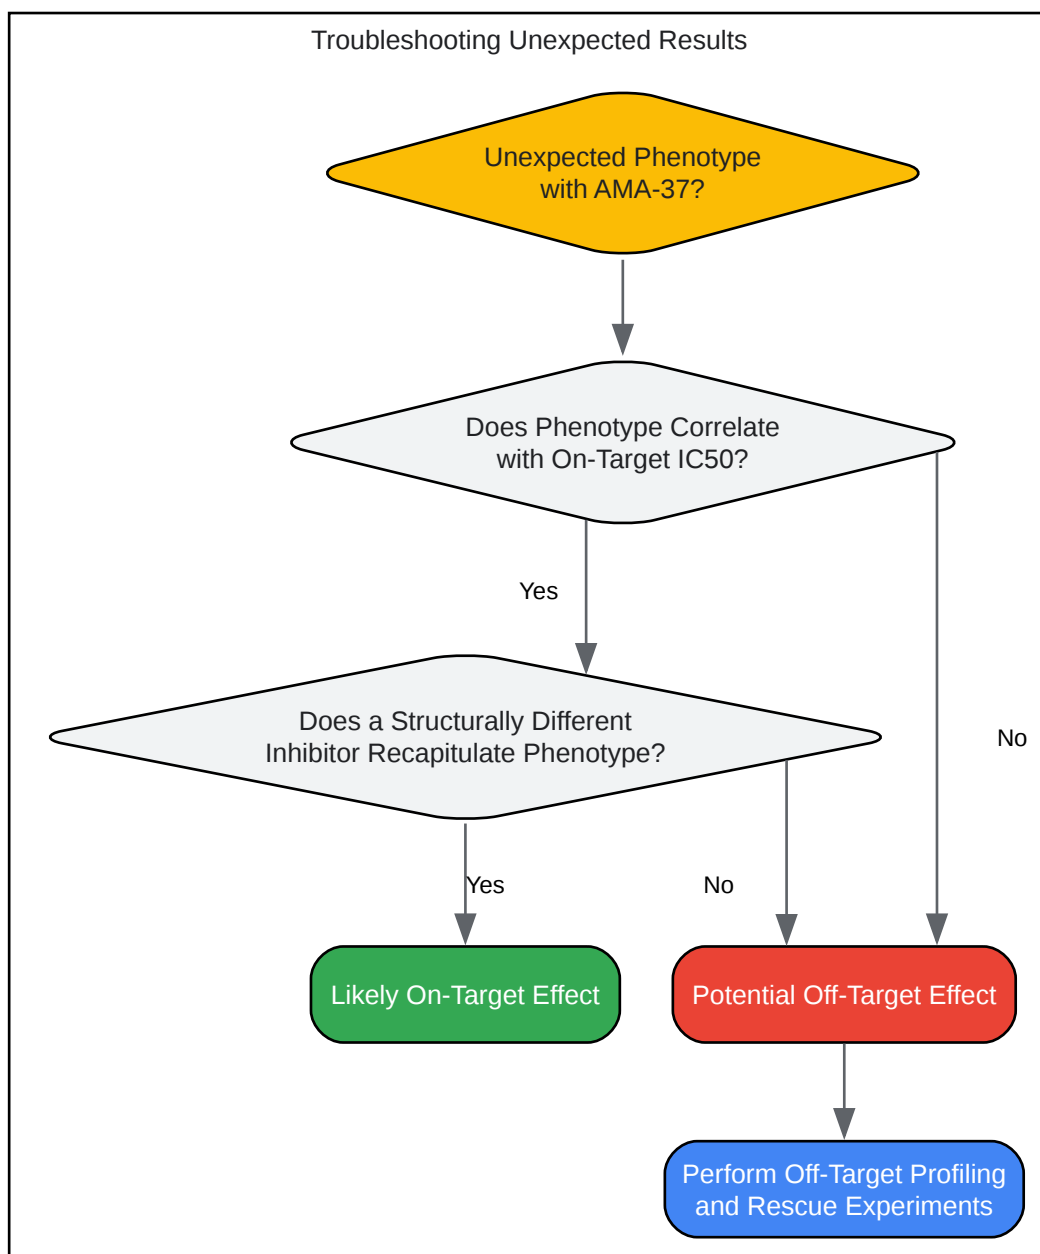 Troubleshooting Unexpected Results
Unexpected Phenotype
with AMA-37?
Does Phenotype Correlate
with On-Target IC50?
Yes
Does a Structurally Different
Inhibitor Recapitulate Phenotype?
No
Yes
No
Likely On-Target Effect
Potential Off-Target Effect
Perform Off-Target Profiling
and Rescue Experiments